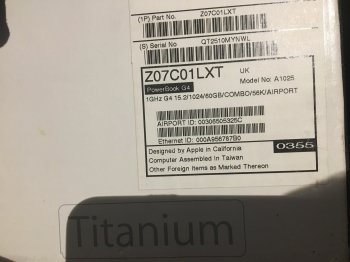 (1P) Part No. Z07C01LXT
(S) Serial No QT2510MYNWL
Z07C01LXT UK
PowerBook G4 Model No: A1025
1GHz G4 15.2/1024/60GB/COMBO/56K/AIRPORT
AIRPORT ID: 00306505325C
Ethernet ID: 000A956767B0
Designed by Apple in California
Computer Assembled In Taiwan
Other Foreign Items as Marked Thereon
0355
Titanium